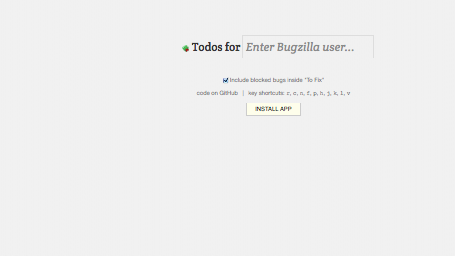 Todos for Enter Bugzilla user...
Include blocked bugs inside "To Fix"
code on GitHub | key shortcuts: r, c, n, f, p, h, j, k, l, v
INSTALL APP